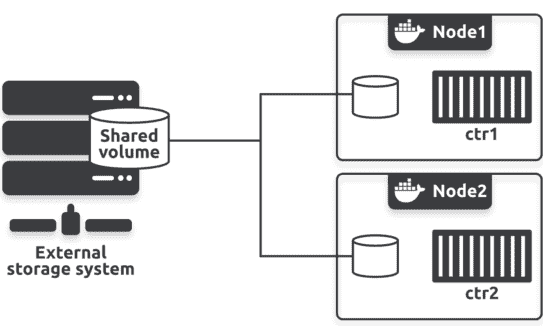 Shared
volume
External
storage system
Node1
ctr1
Node2
ctr2